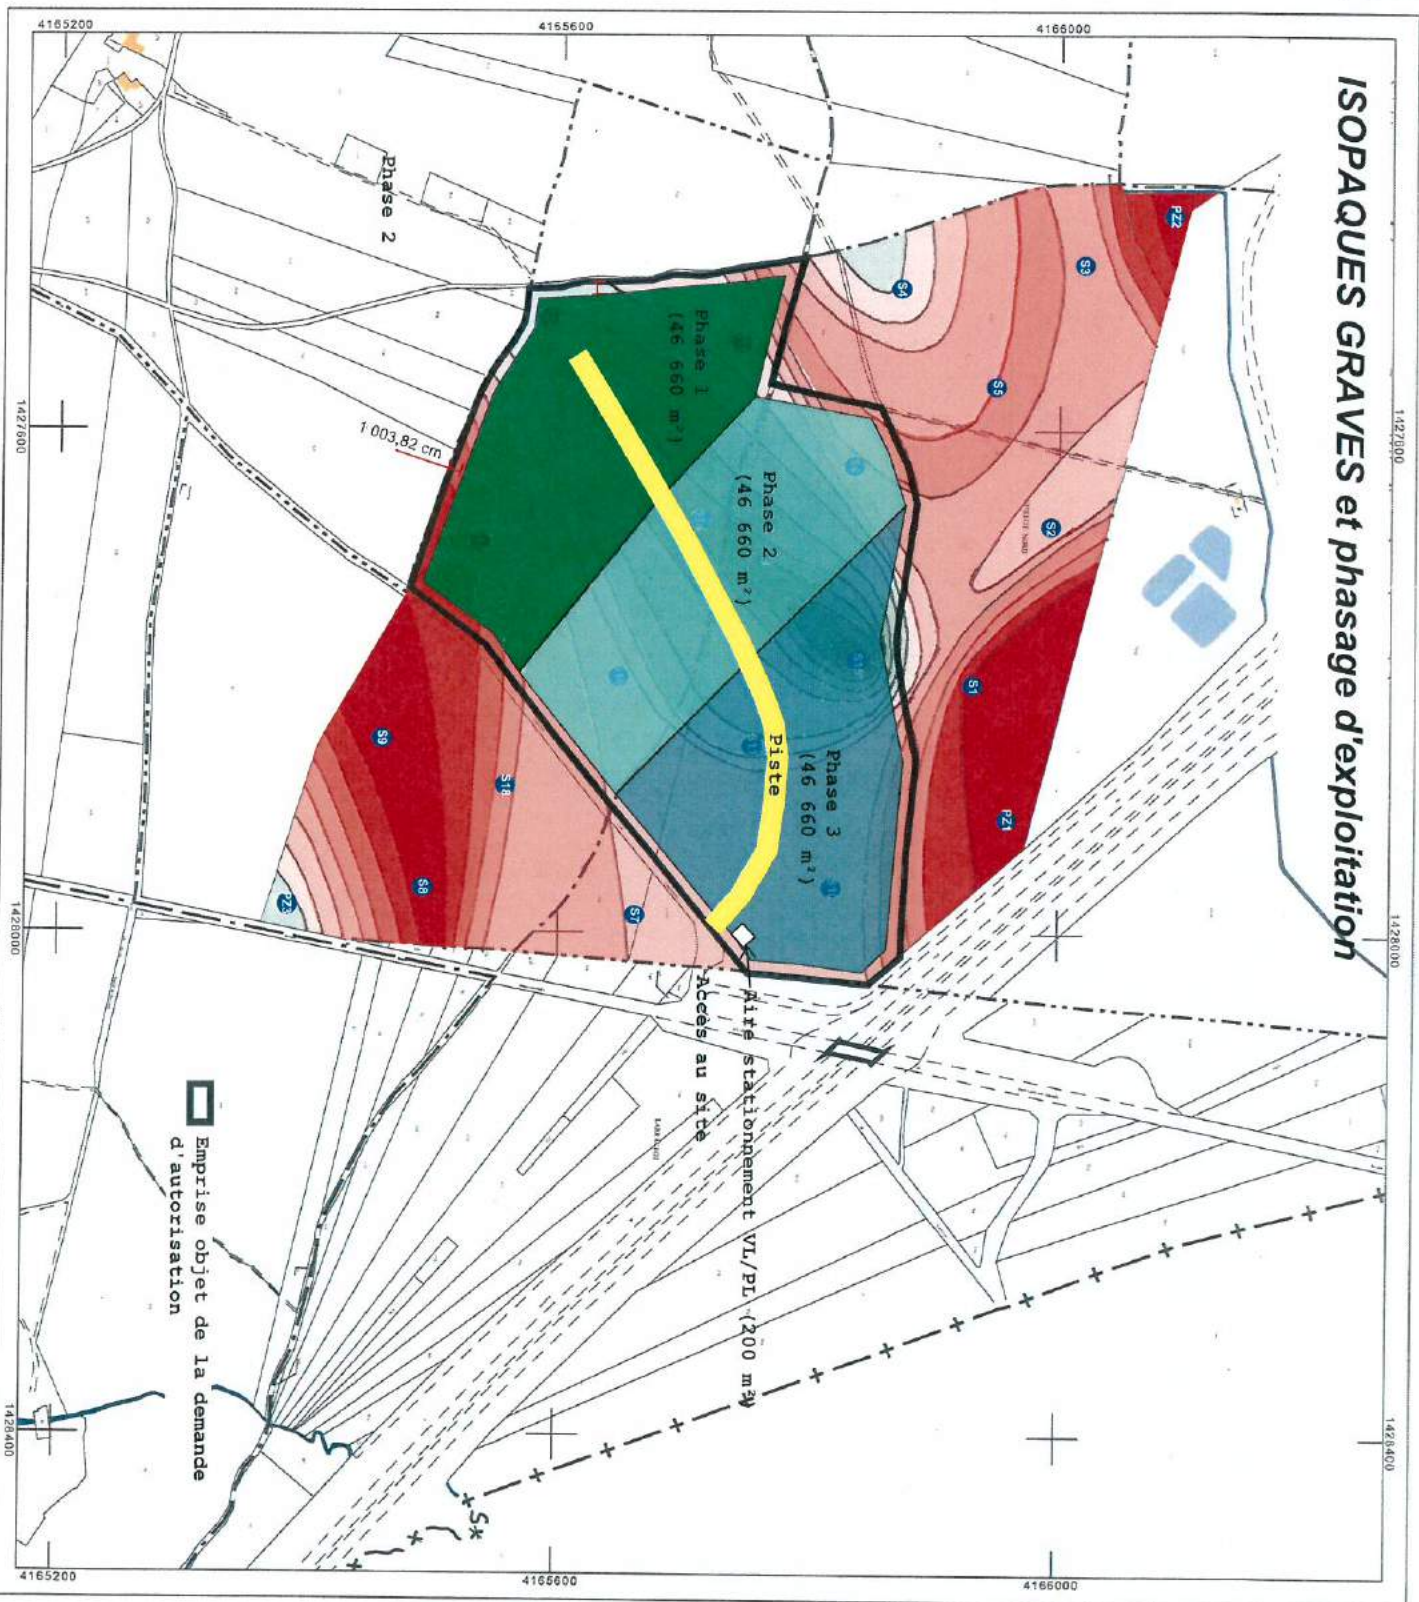 ISOPAQUES GRAVES et phasage d'exploitation
4165200
4165600
4166000
1427600
1428000
1428400
1427600
1428000
1428400
4165200
4165600
4166000
PZ2
S3
S4
S5
S2
S1
PZ1
S9
S18
S8
S7
PZ3
Phase 2
Phase 1
(46 660 m²)
Phase 2
(46 660 m²)
Phase 3
(46 660 m²)
Piste
1 003,82 cm
Aire stationnement VL/PL (200 m²)
Accès au site
Emprise objet de la demande
d'autorisation